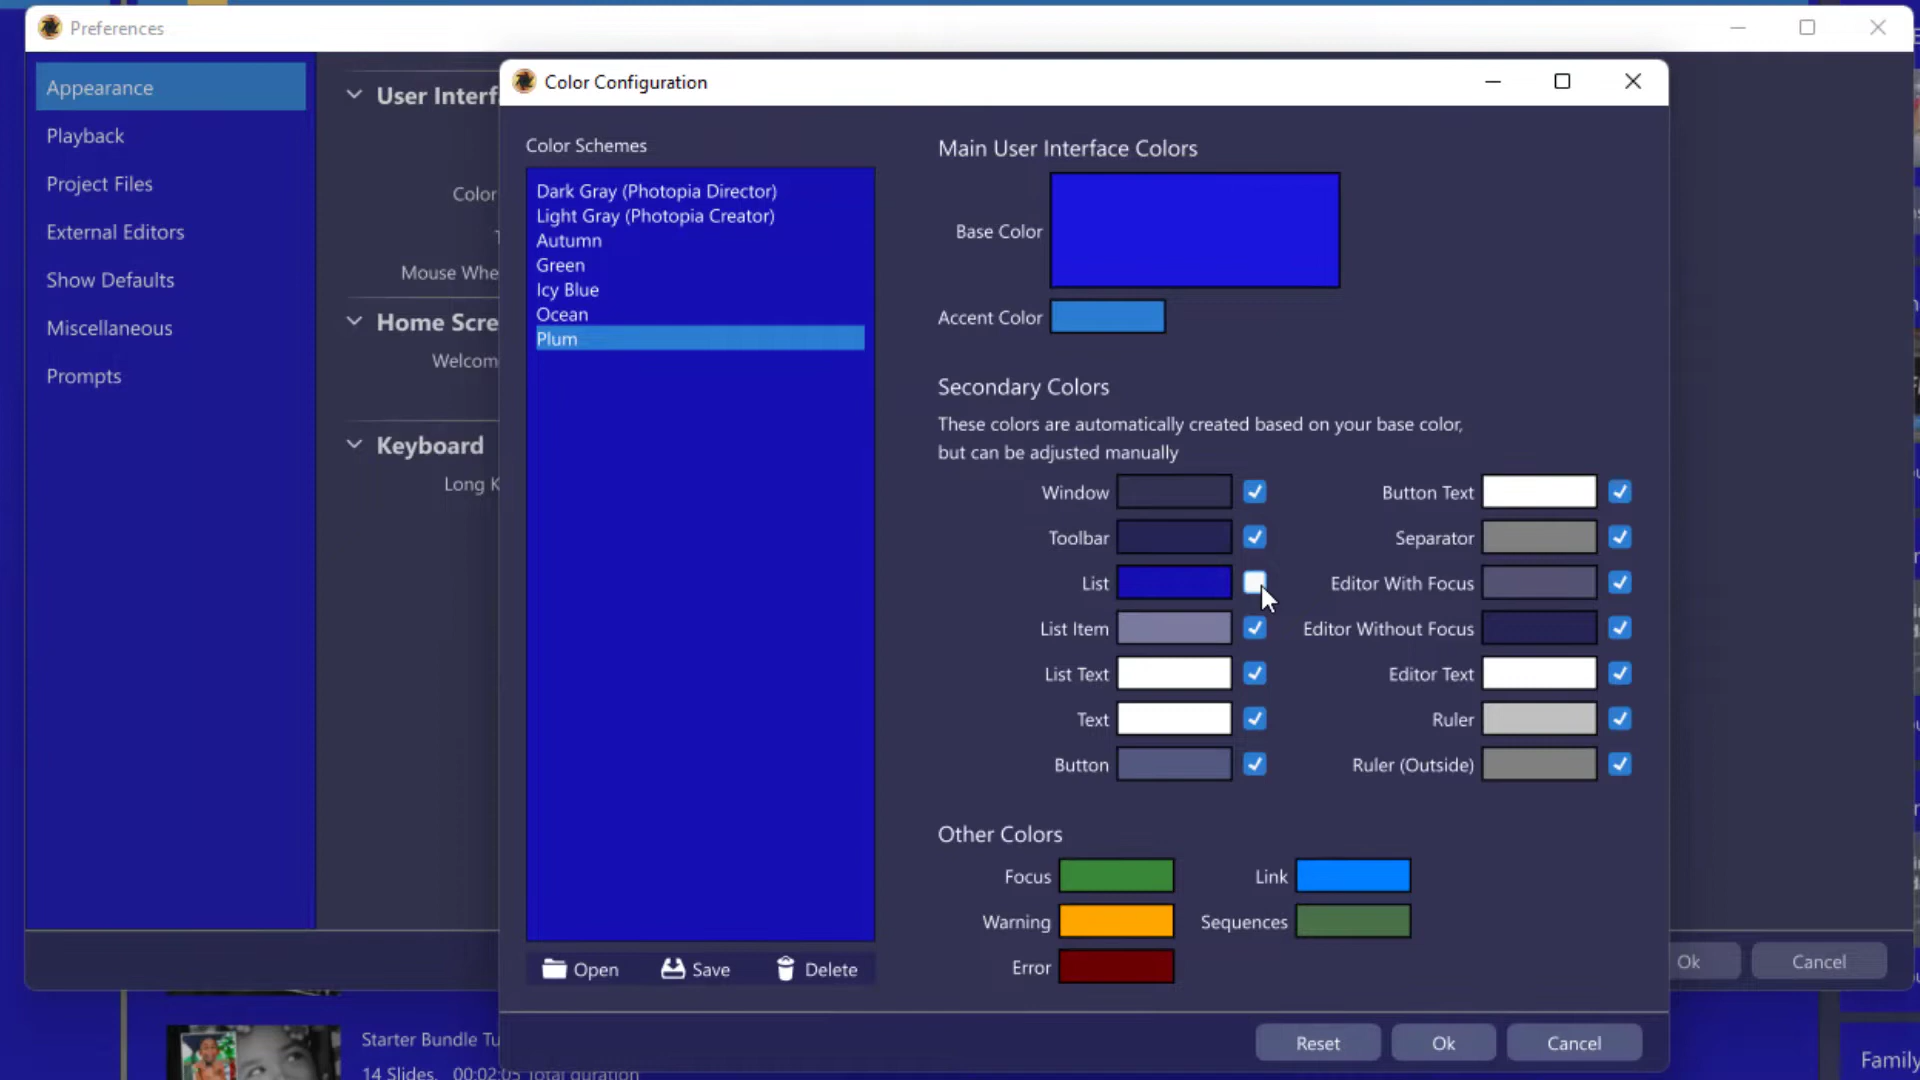 Preferences
Appearance
Playback
Project Files
External Editors
Show Defaults
Miscellaneous
Prompts
User Interf
Color
Mouse Whe
Home Scre
Welcom
Keyboard
Long K
Color Configuration
Color Schemes
Dark Gray (Photopia Director)
Light Gray (Photopia Creator)
Autumn
Green
Icy Blue
Ocean
Plum
Open
Save
Delete
Main User Interface Colors
Base Color
Accent Color
Secondary Colors
These colors are automatically created based on your base color,
but can be adjusted manually
Window
Toolbar
List
List Item
List Text
Text
Button
Button Text
Separator
Editor With Focus
Editor Without Focus
Editor Text
Ruler
Ruler (Outside)
Other Colors
Focus
Link
Warning
Sequences
Error
Reset
Ok
Cancel
Ok
Cancel
Starter Bundle Tu
14 Slides, 00:02:05 Total duration
Family